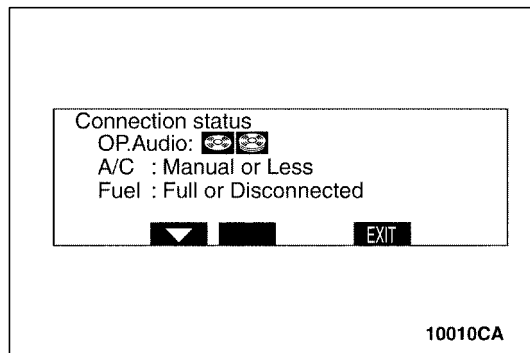 Connection status
OP.Audio:
A/C : Manual or Less
Fuel : Full or Disconnected
EXIT
10010CA